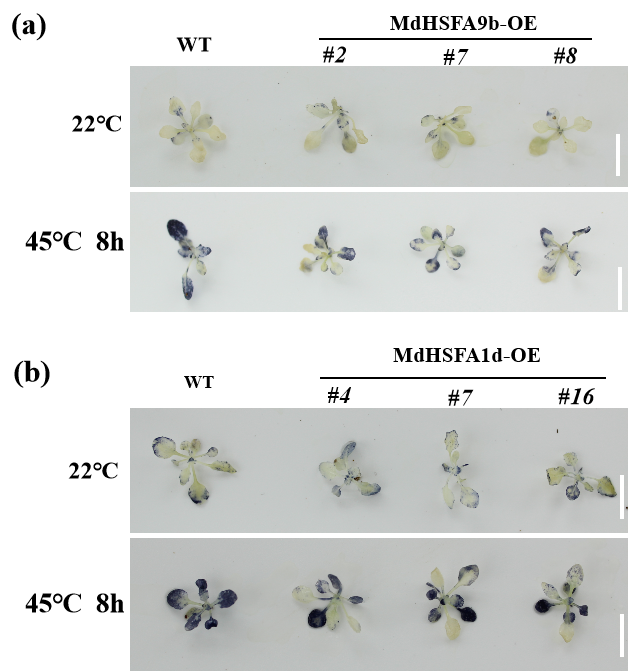 (a)
MdHSFA9b-OE
WT
#2 #7 #8
22°C
45°C 8h
(b)
MdHSFA1d-OE
WT
#4 #7 #16
22°C
45°C 8h